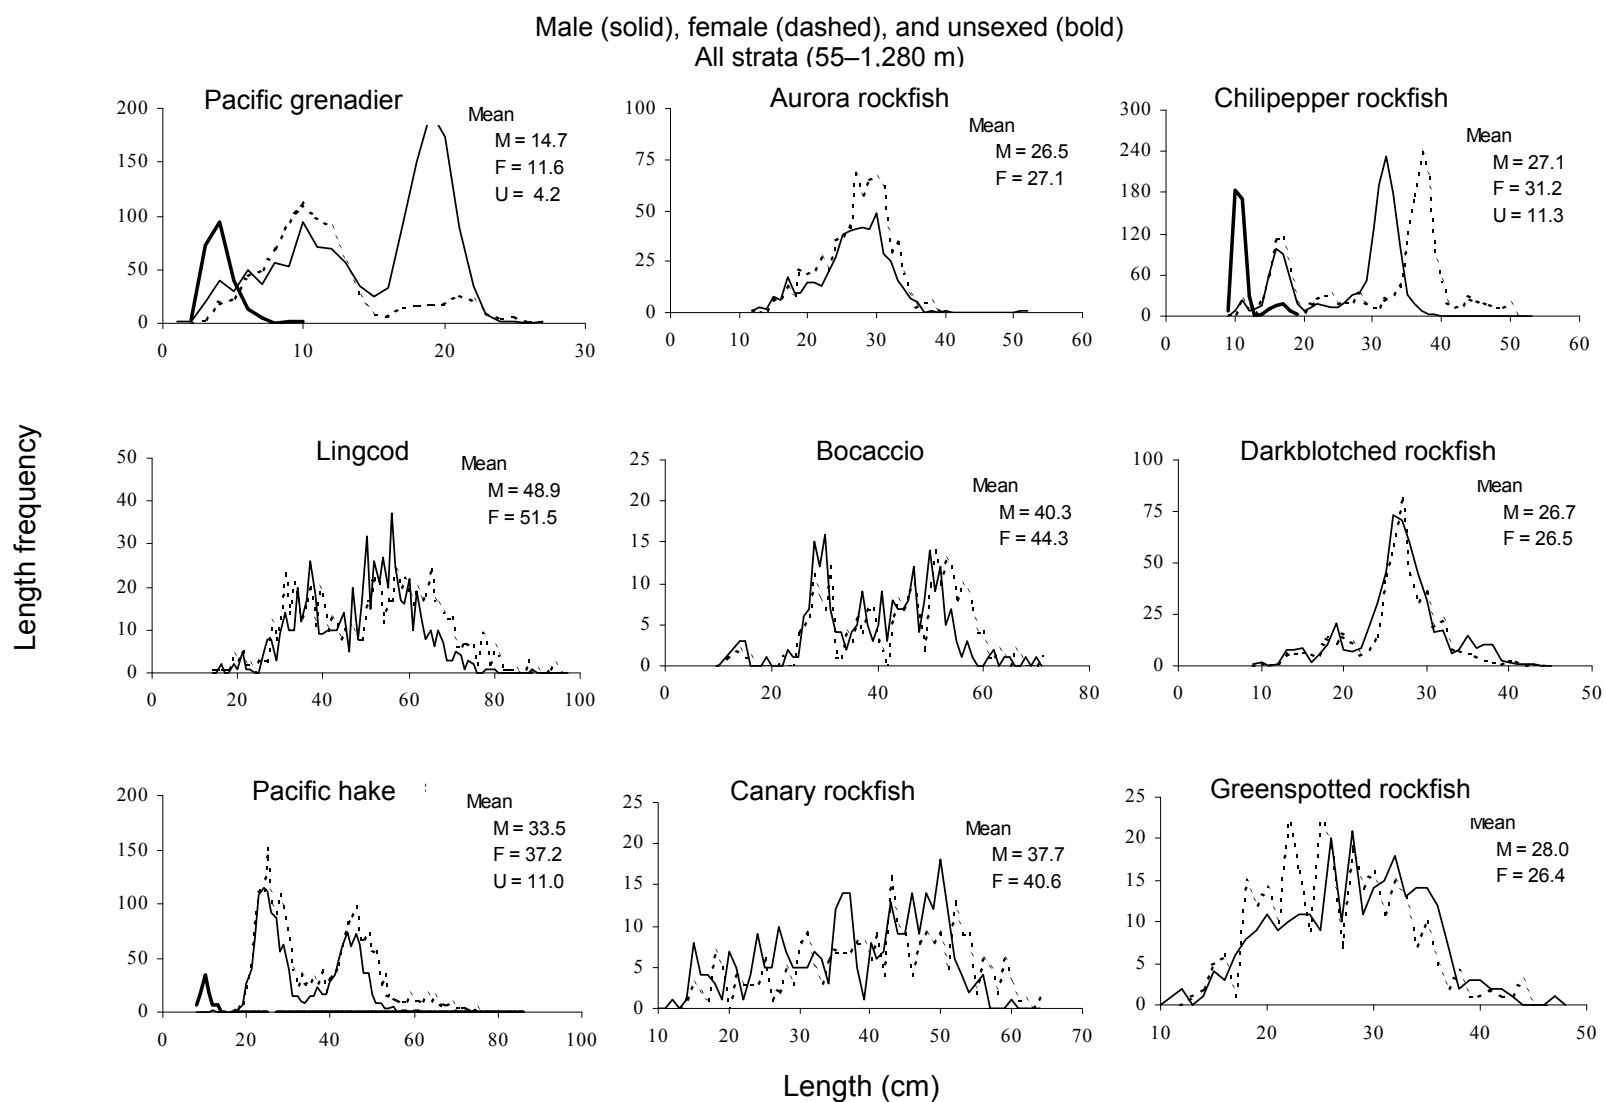 Male (solid), female (dashed), and unsexed (bold)
All strata (55–1,280 m)
Length frequency
Pacific grenadier
Mean
M = 14.7
F = 11.6
U = 4.2
200
150
100
50
0
0 10 20 30
Aurora rockfish
Mean
M = 26.5
F = 27.1
100
75
50
25
0
0 10 20 30 40 50 60
Chilipepper rockfish
Mean
M = 27.1
F = 31.2
U = 11.3
300
240
180
120
60
0
0 10 20 30 40 50 60
Lingcod
Mean
M = 48.9
F = 51.5
50
40
30
20
10
0
0 20 40 60 80 100
Bocaccio
Mean
M = 40.3
F = 44.3
25
20
15
10
5
0
0 20 40 60 80
Darkblotched rockfish
Mean
M = 26.7
F = 26.5
100
75
50
25
0
0 10 20 30 40 50
Pacific hake
Mean
M = 33.5
F = 37.2
U = 11.0
200
150
100
50
0
0 20 40 60 80 100
Canary rockfish
Mean
M = 37.7
F = 40.6
25
20
15
10
5
0
10 20 30 40 50 60 70
Greenspotted rockfish
Mean
M = 28.0
F = 26.4
25
20
15
10
5
0
10 20 30 40 50
Length (cm)